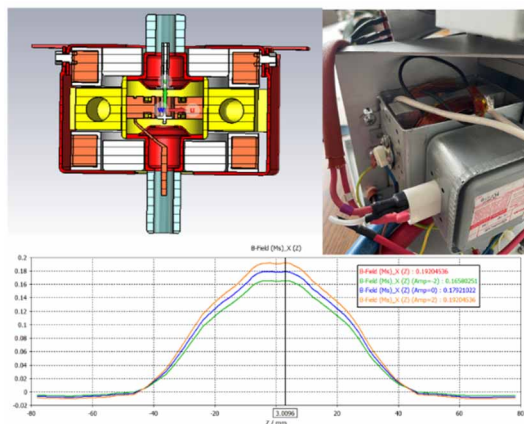 W
U
B-Field (Ms)_X (Z)
0.2
0.18
0.16
0.14
0.12
0.1
0.08
0.06
0.04
0.02
0
-0.02
B-Field (Ms)_X (Z) : 0.19204536
B-Field (Ms)_X (Z) (Amp=-2) : 0.16580251
B-Field (Ms)_X (Z) (Amp=0) : 0.17921022
B-Field (Ms)_X (Z) (Amp=2) : 0.19204536
-80 -60 -40 -20 0 20 40 60 80
3.0096
Z / mm